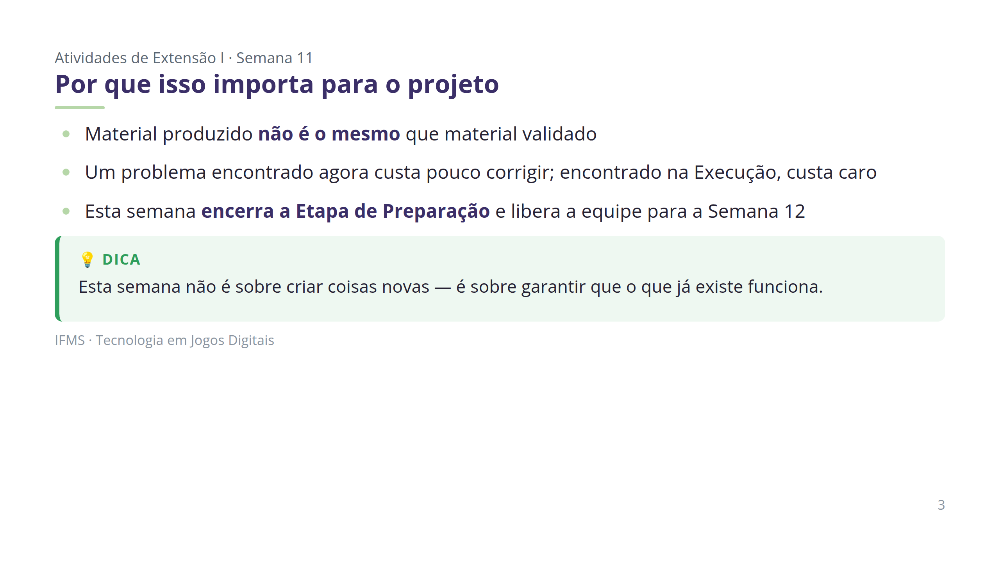 Atividades de Extensão I · Semana 11
Por que isso importa para o projeto
Material produzido não é o mesmo que material validado
Um problema encontrado agora custa pouco corrigir; encontrado na Execução, custa caro
Esta semana encerra a Etapa de Preparação e libera a equipe para a Semana 12
💡 DICA
Esta semana não é sobre criar coisas novas — é sobre garantir que o que já existe funciona.
IFMS · Tecnologia em Jogos Digitais
3